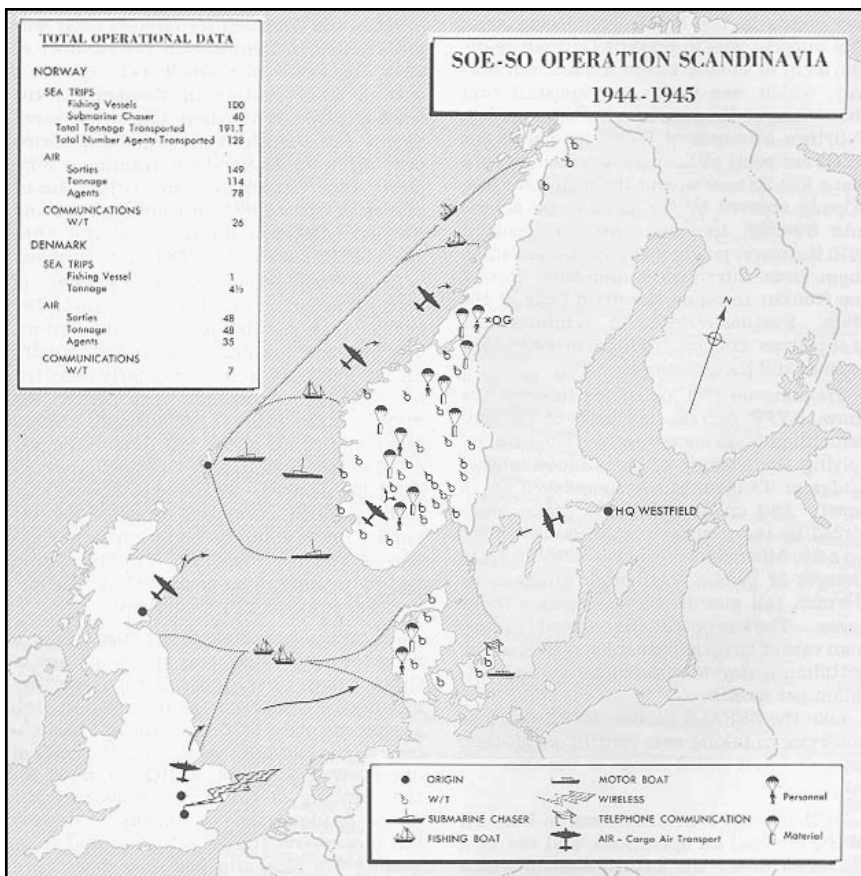 TOTAL OPERATIONAL DATA
NORWAY
SEA TRIPS
Fishing Vessels 100
Submarine Chaser 40
Total Tonnage Transported 191.T
Total Number Agents Transported 128
AIR
Sorties 149
Tonnage 114
Agents 78
COMMUNICATIONS
W/T 26
DENMARK
SEA TRIPS
Fishing Vessel 1
Tonnage 4½
AIR
Sorties 48
Tonnage 48
Agents 35
COMMUNICATIONS
W/T 7
SOE-SO OPERATION SCANDINAVIA
1944-1945
×OG
N
HQ WESTFIELD
ORIGIN
W/T
SUBMARINE CHASER
FISHING BOAT
MOTOR BOAT
WIRELESS
TELEPHONE COMMUNICATION
AIR – Cargo Air Transport
Personnel
Material